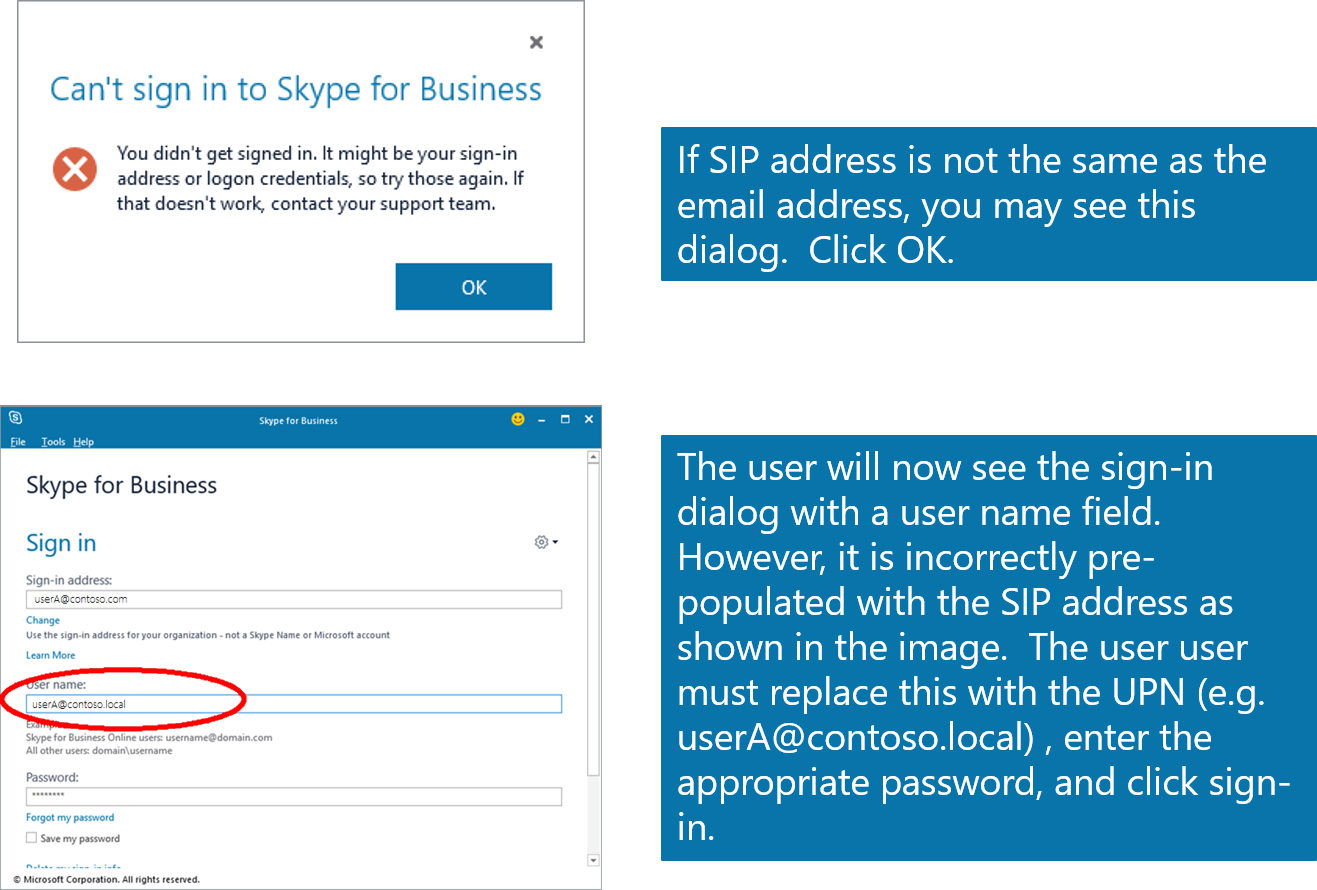 Can't sign in to Skype for Business
You didn't get signed in. It might be your sign-in
address or logon credentials, so try those again. If
that doesn't work, contact your support team.
OK
If SIP address is not the same as the
email address, you may see this
dialog.  Click OK.
Skype for Business
File Tools Help
Skype for Business
Sign in
Sign-in address:
userA@contoso.com
Change
Use the sign-in address for your organization - not a Skype Name or Microsoft account
Learn More
User name:
userA@contoso.local
Skype for Business Online users: username@domain.com
All other users: domain\username
Password:
********
Forgot my password
Save my password
© Microsoft Corporation. All rights reserved.
The user will now see the sign-in
dialog with a user name field.
However, it is incorrectly pre-
populated with the SIP address as
shown in the image.  The user user
must replace this with the UPN (e.g.
userA@contoso.local) , enter the
appropriate password, and click sign-
in.